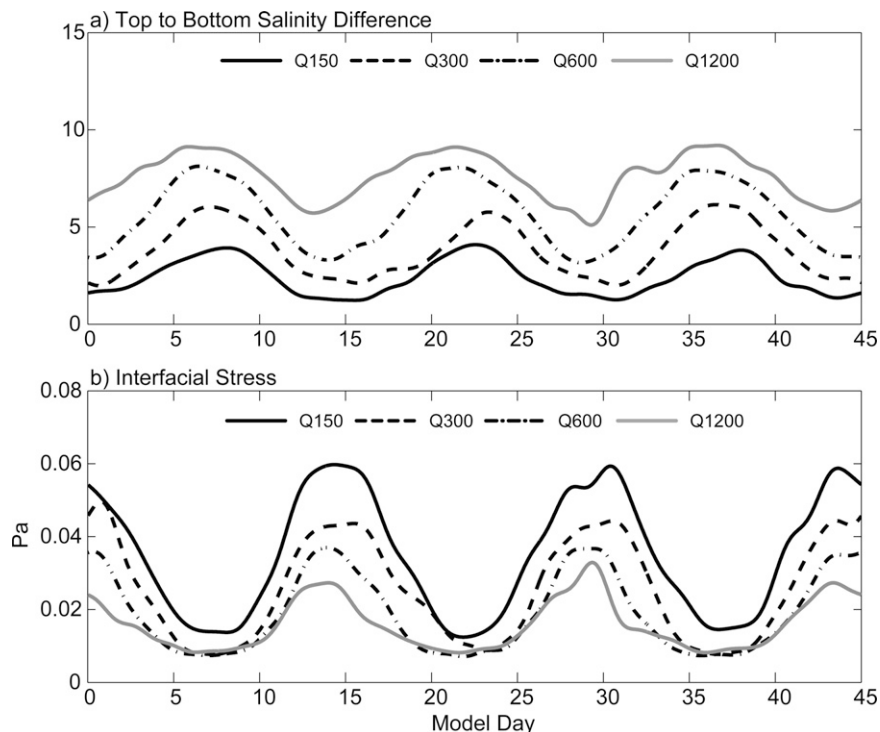 a) Top to Bottom Salinity Difference
15
Q150 Q300 Q600 Q1200
10
5
0
0 5 10 15 20 25 30 35 40 45
b) Interfacial Stress
0.08
Q150 Q300 Q600 Q1200
0.06
Pa
0.04
0.02
0
0 5 10 15 20 25 30 35 40 45
Model Day